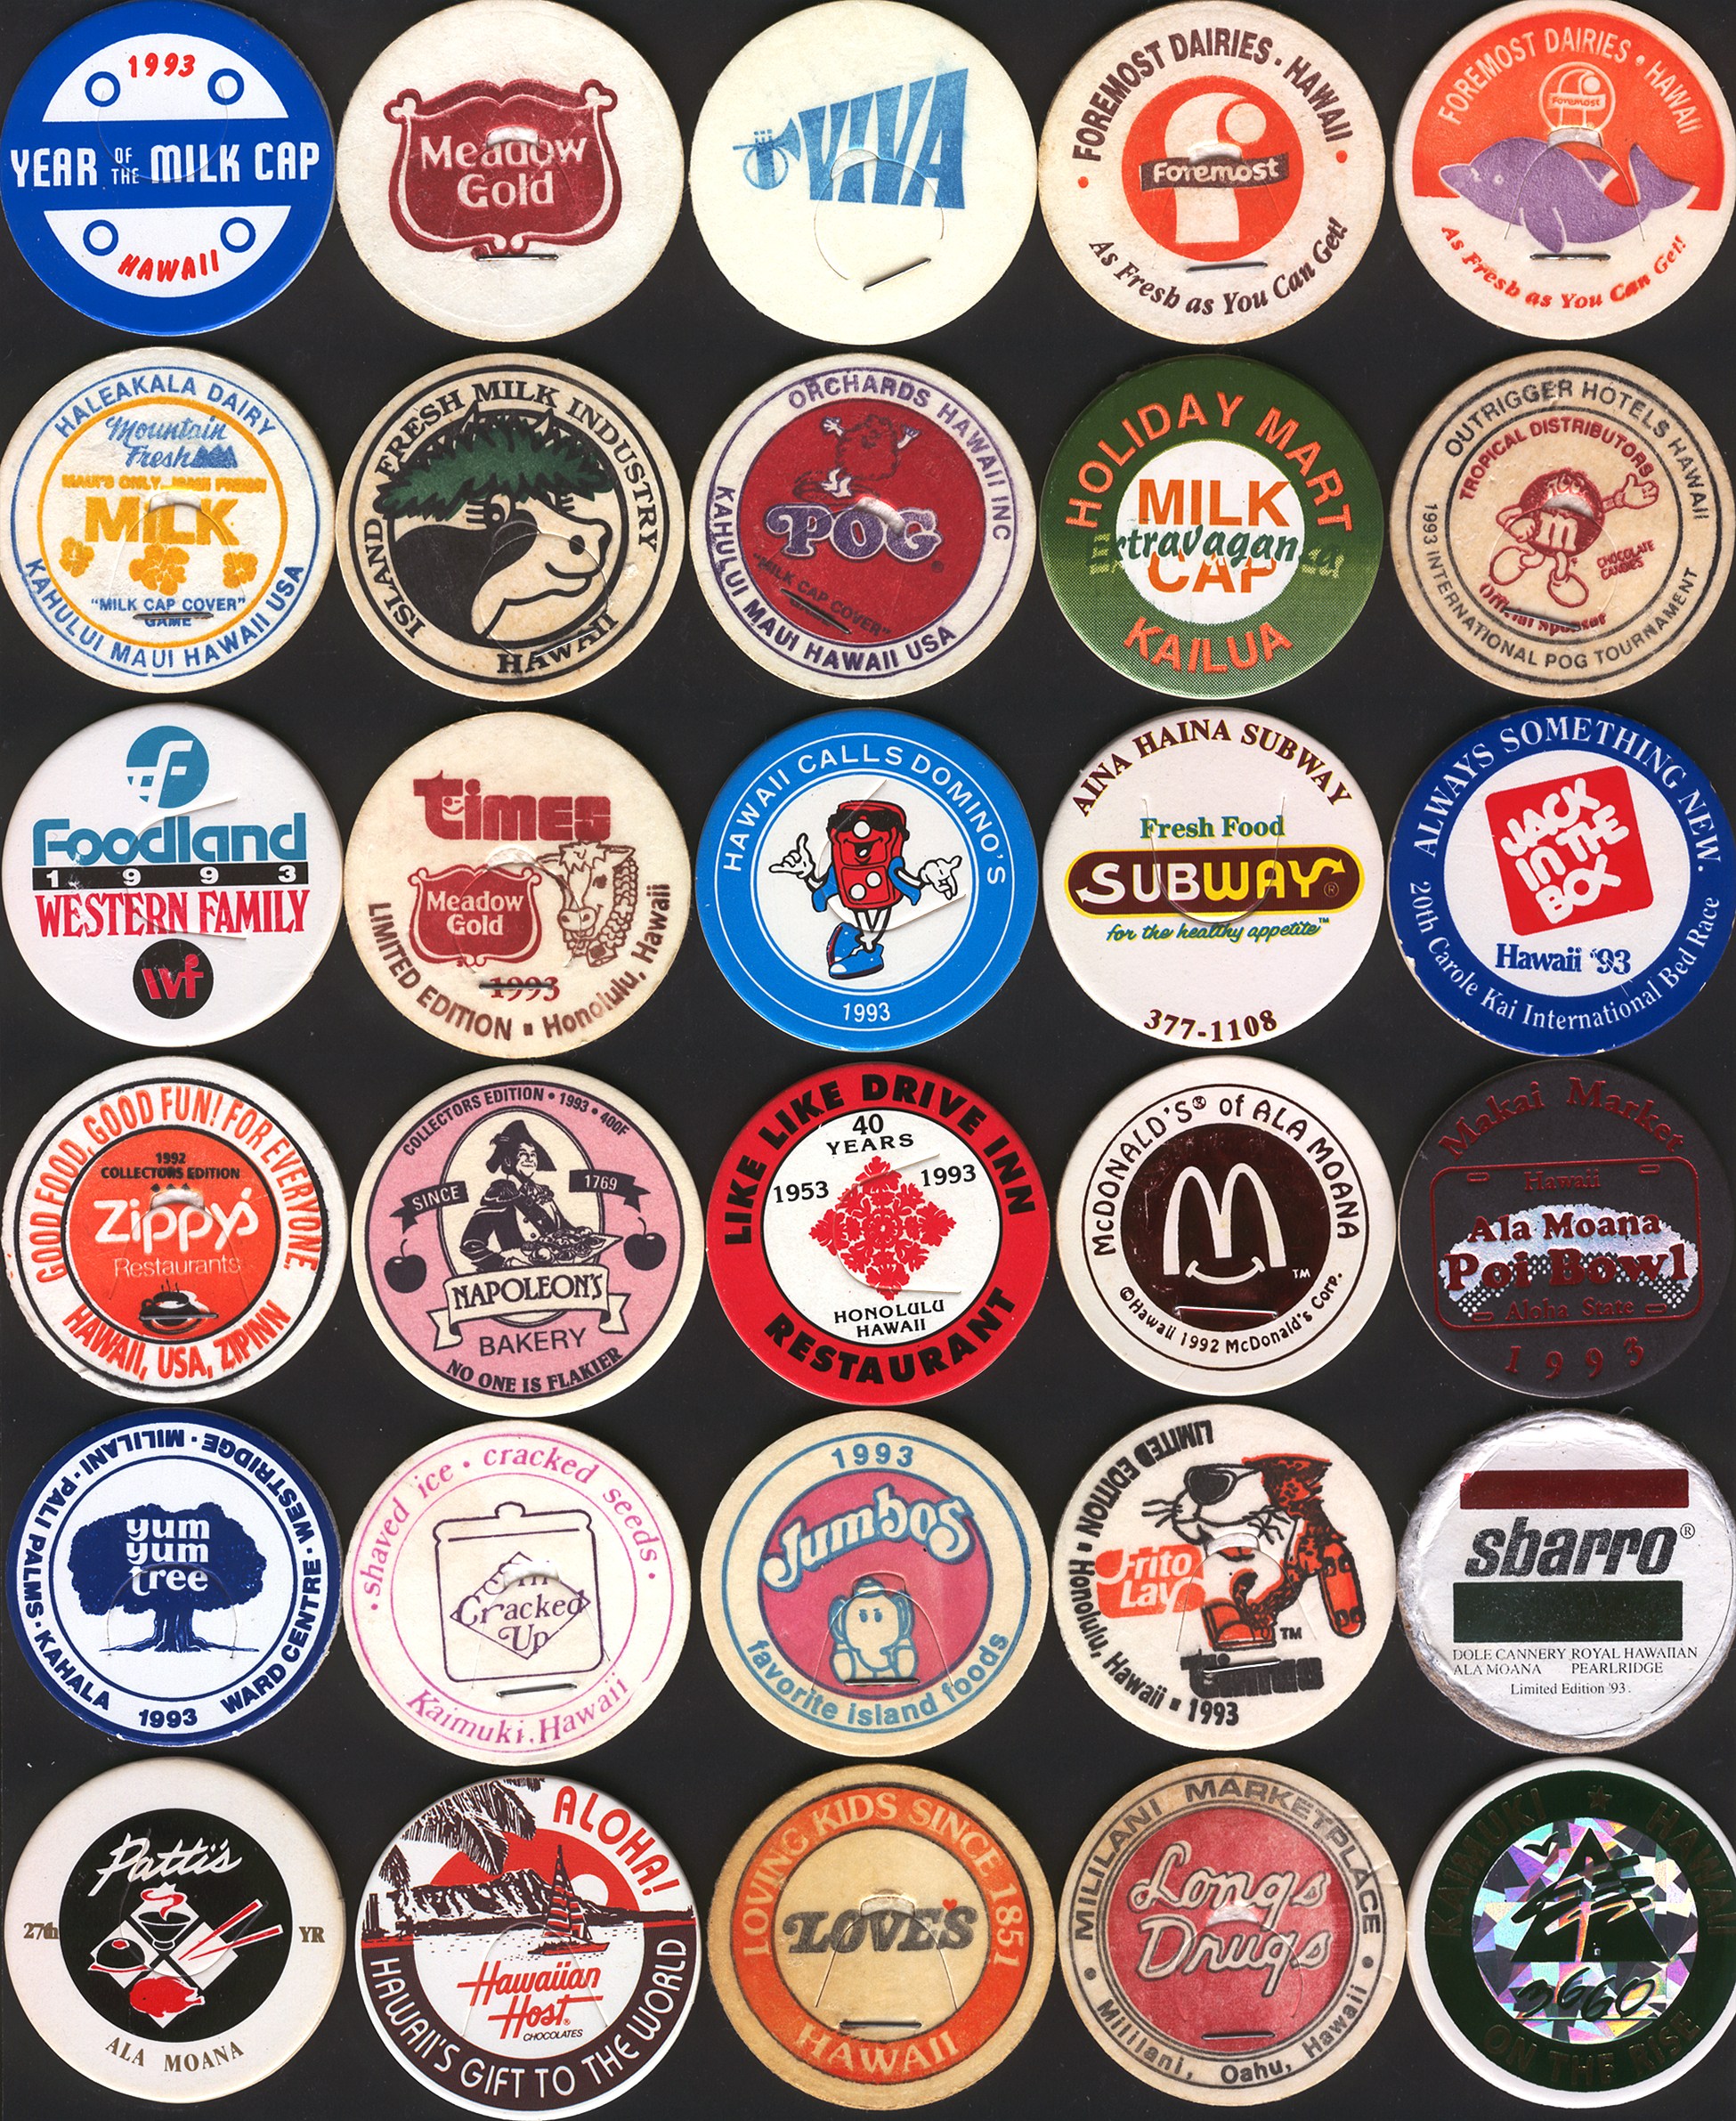 1993
YEAR OF THE MILK CAP
HAWAII
Meadow
Gold
VIVA
FOREMOST DAIRIES · HAWAII
Foremost
As Fresh as You Can Get!
FOREMOST DAIRIES · HAWAII
Foremost
As Fresh as You Can Get!
HALEAKALA DAIRY
Mountain
Fresh
MILK
"MILK CAP COVER"
GAME
KAHULUI MAUI HAWAII USA
ISLAND FRESH MILK INDUSTRY
HAWAII
ORCHARDS HAWAII INC
POG®
"MILK CAP COVER"
KAHULUI MAUI HAWAII USA
HOLIDAY MART
MILK
Extravaganza
CAP
KAILUA
OUTRIGGER HOTELS HAWAII
TROPICAL DISTRIBUTORS
m
CHOCOLATE
CANDIES
Official Sponsor
1993 INTERNATIONAL POG TOURNAMENT
f
Foodland
1993
WESTERN FAMILY
wf
Times
Meadow
Gold
1993
LIMITED EDITION ▪ Honolulu, Hawaii
HAWAII CALLS DOMINO'S
1993
AINA HAINA SUBWAY
Fresh Food
SUBWAY®
for the healthy appetite™
377-1108
ALWAYS SOMETHING NEW.
JACK
IN THE
BOX
Hawaii '93
20th Carole Kai International Bed Race
GOOD FOOD, GOOD FUN! FOR EVERYONE.
1992
COLLECTORS EDITION
Zippy's
Restaurants
HAWAII, USA, ZIPINN
COLLECTORS EDITION • 1993 • 400F
SINCE 1769
NAPOLEON'S
BAKERY
NO ONE IS FLAKIER
LIKE LIKE DRIVE INN
40
YEARS
1953 1993
HONOLULU
HAWAII
RESTAURANT
McDONALD'S® of ALA MOANA
M™
©Hawaii 1992 McDonald's Corp.
Makai Market
Hawaii
Ala Moana
Poi Bowl
Aloha State
1993
KAHALA · PALI PALMS · MILILANI · WESTRIDGE · WARD CENTRE
yum
yum
tree
1993
• shaved ice • cracked seeds •
Cracked
Up
Kaimuki, Hawaii
1993
Jumbos
favorite island foods
LIMITED EDITION ▪ Honolulu, Hawaii ▪ 1993
Frito
Lay
™
Times
sbarro®
DOLE CANNERY ROYAL HAWAIIAN
ALA MOANA PEARLRIDGE
Limited Edition '93.
Patti's
27th YR
ALA MOANA
ALOHA!
Hawaiian
Host®
CHOCOLATES
HAWAII'S GIFT TO THE WORLD
LOVING KIDS SINCE 1851
LOVE'S
HAWAII
MILILANI MARKETPLACE
Longs
Drugs
• Mililani, Oahu, Hawaii •
KAIMUKI ★ HAWAII
3660
ON THE RISE